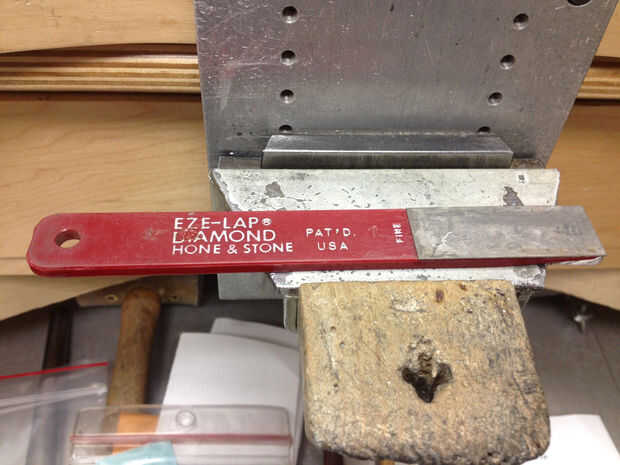 EZE-LAP®
DIAMOND
HONE & STONE
PAT'D.
USA
FINE